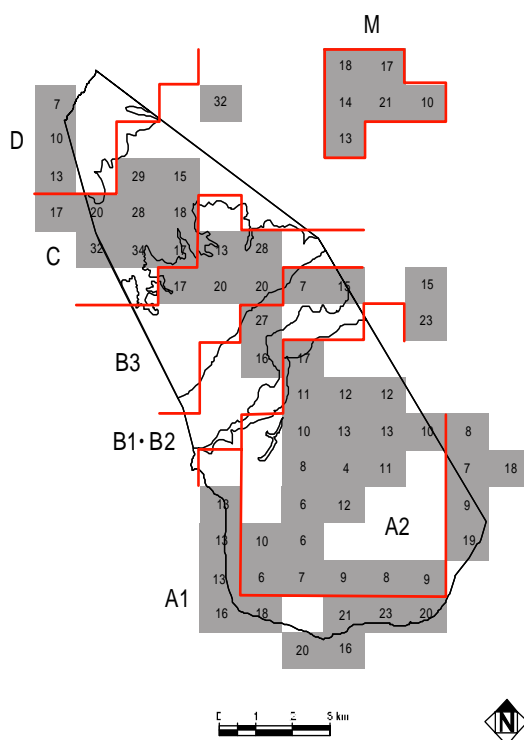 M
18 17
7 32 14 21 10
D 10 13
13 29 15
17 20 28 18
C 32 34 17 13 28
17 20 20 7 15 15
27 23
B3 16 17
11 12 12
B1・B2 10 13 13 10 8
8 4 11 7 18
13 6 12 9
13 10 6 A2 19
A1 13 6 7 9 8 9
16 18 21 23 20
20 16
1 2 3 km
N